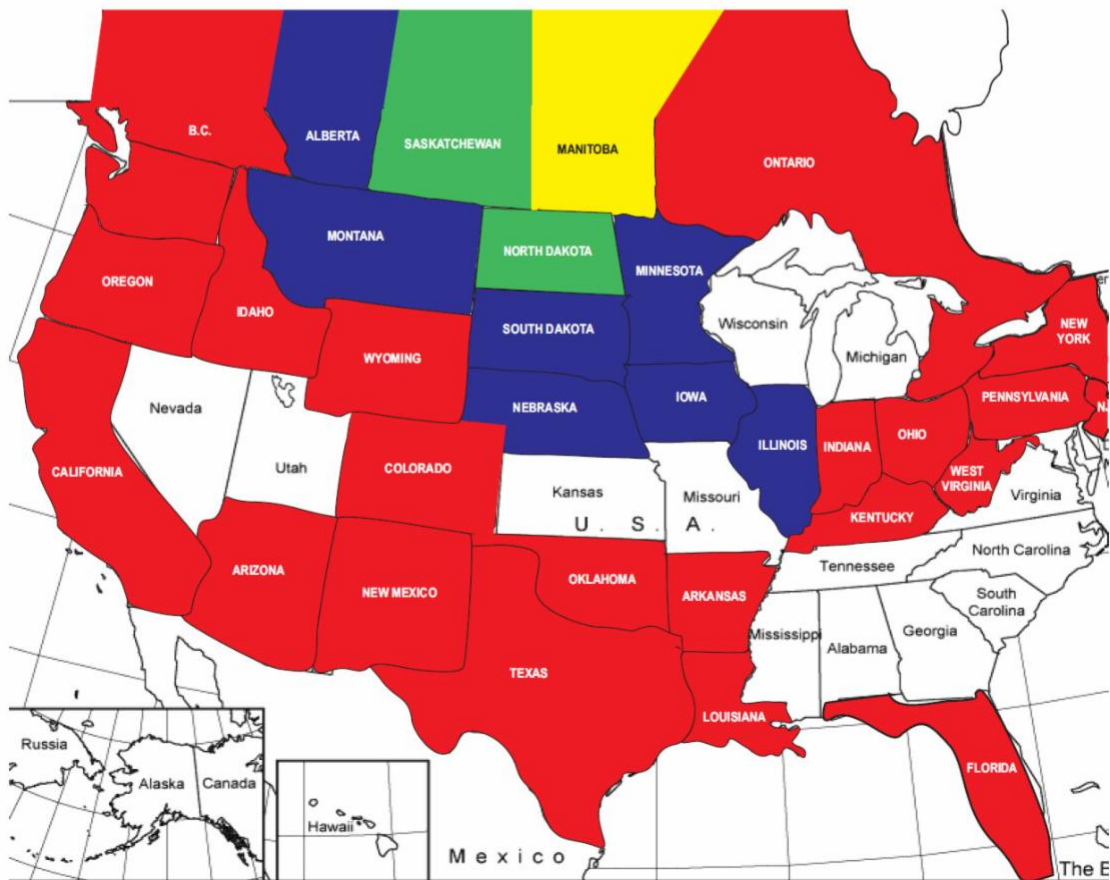 B.C.
ALBERTA
SASKATCHEWAN
MANITOBA
ONTARIO
MONTANA
NORTH DAKOTA
MINNESOTA
OREGON
IDAHO
SOUTH DAKOTA
Wisconsin
WYOMING
Michigan
NEW
YORK
Nevada
NEBRASKA
IOWA
PENNSYLVANIA
CALIFORNIA
Utah
COLORADO
ILLINOIS
INDIANA
OHIO
WEST
VIRGINIA
Kansas
Missouri
Virginia
U. S. A.
KENTUCKY
ARIZONA
NEW MEXICO
OKLAHOMA
ARKANSAS
Tennessee
North Carolina
South
Carolina
Mississippi
Alabama
Georgia
TEXAS
LOUISIANA
FLORIDA
Russia
Alaska
Canada
Hawaii
Mexico
The